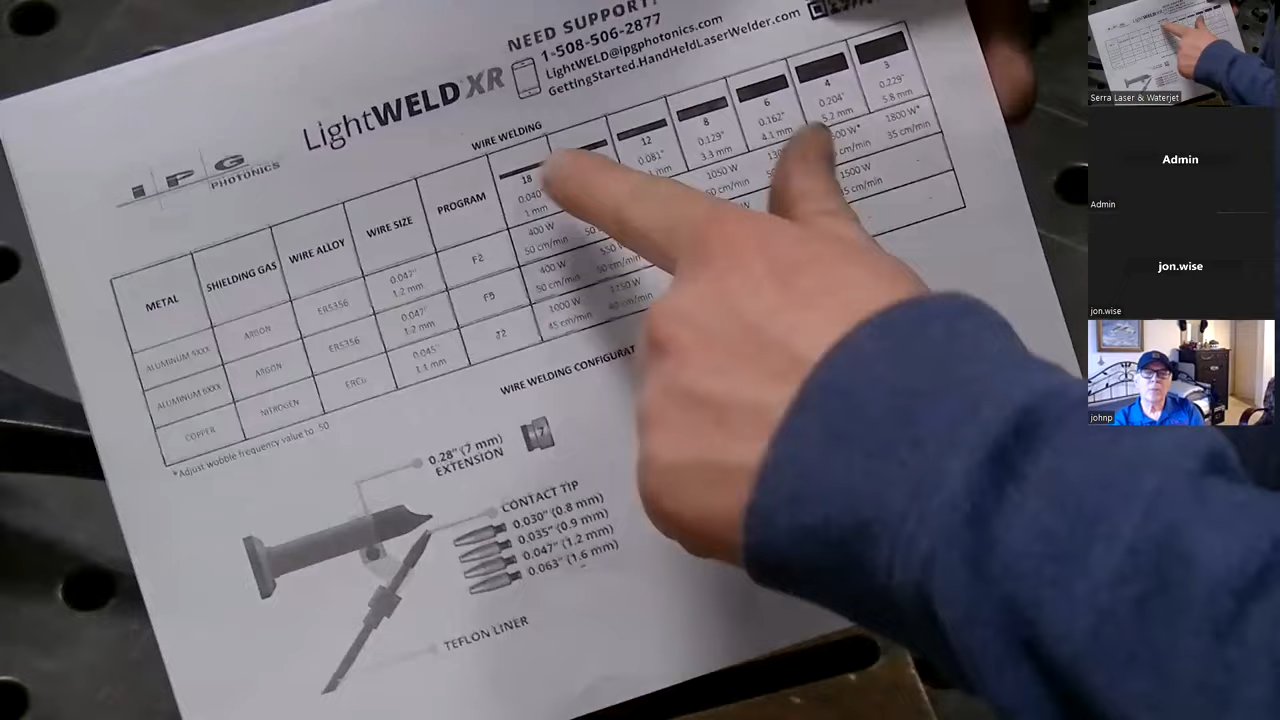 NEED SUPPORT?
1-508-506-2877
LightWELD@ipgphotonics.com
GettingStarted.HandHeldLaserWelder.com
LightWELD XR
IPG
PHOTONICS
WIRE WELDING
METAL
SHIELDING GAS
WIRE ALLOY
WIRE SIZE
PROGRAM
18
0.040"
1 mm
12
0.081"
8
0.129"
3.3 mm
6
0.162"
4.1 mm
4
0.204"
5.2 mm
3
0.229"
5.8 mm
ALUMINUM 5XXX
ARGON
ER5356
0.047"
1.2 mm
F2
400 W
50 cm/min
1050 W
1800 W*
35 cm/min
ALUMINUM 6XXX
ARGON
ER5356
0.047"
1.2 mm
F5
400 W
50 cm/min
550 W
50 cm/min
1500 W
COPPER
NITROGEN
ERCu
0.045"
1.1 mm
1000 W
45 cm/min
1150 W
40 cm/min
*Adjust wobble frequency value to 50
WIRE WELDING CONFIGURAT
0.28" (7 mm)
EXTENSION
7
CONTACT TIP
0.030" (0.8 mm)
0.035" (0.9 mm)
0.047" (1.2 mm)
0.063" (1.6 mm)
TEFLON LINER
Serra Laser & Waterjet
Admin
Admin
jon.wise
jon.wise
johnp